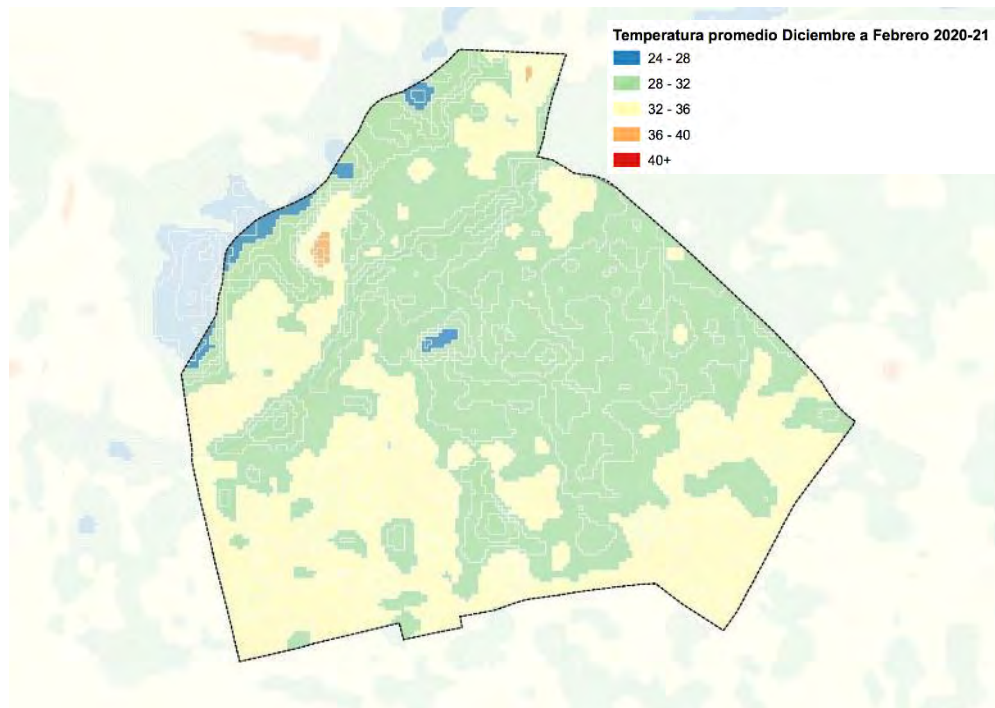 Temperatura promedio Diciembre a Febrero 2020-21
24 - 28
28 - 32
32 - 36
36 - 40
40+